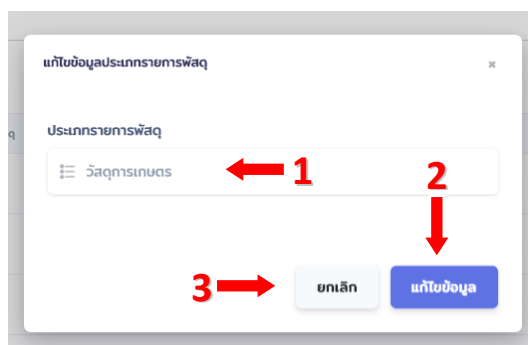 แก้ไขข้อมูลประเภทรายการพัสดุ
ประเภทรายการพัสดุ
วัสดุการเกษตร
1
2
3
ยกเลิก
แก้ไขข้อมูล